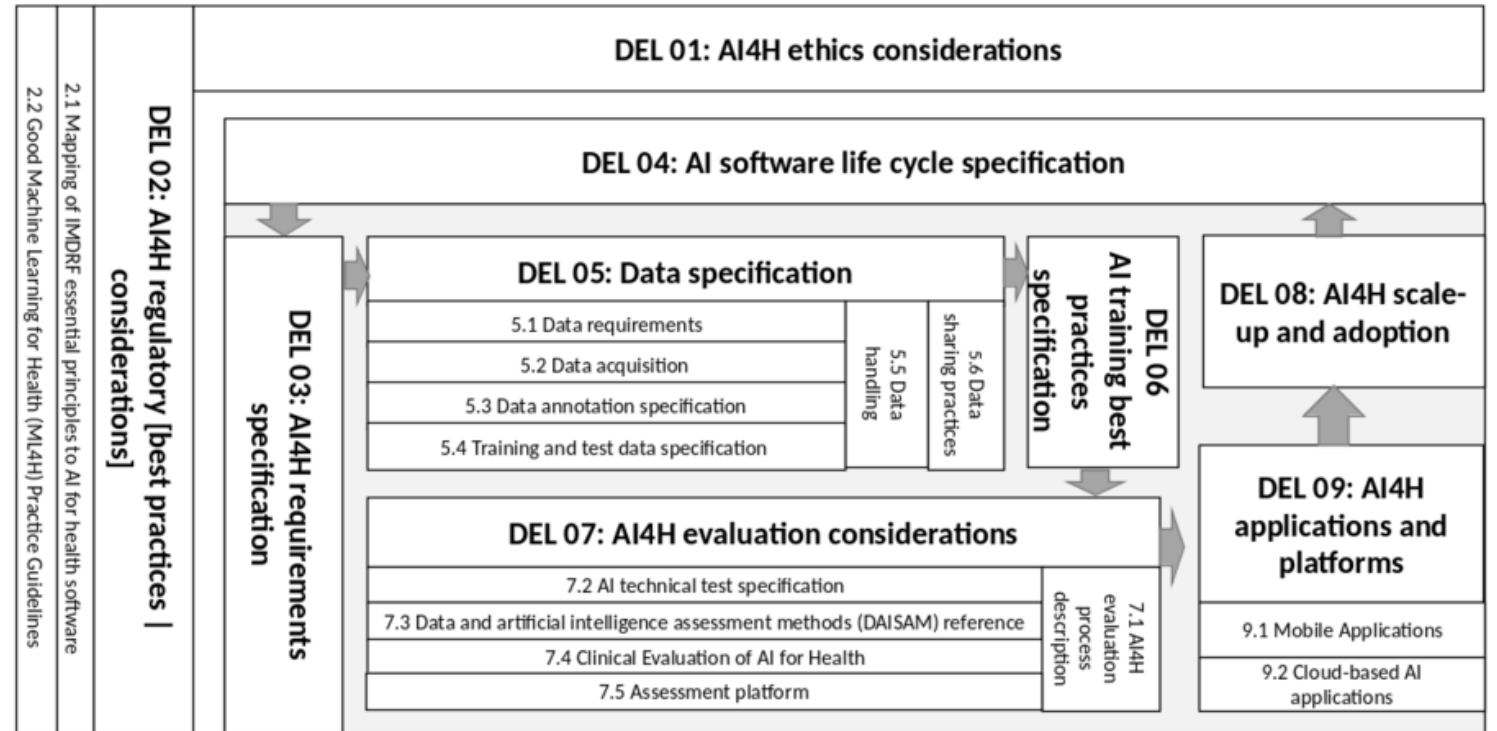 DEL 01: AI4H ethics considerations
2.2 Good Machine Learning for Health (ML4H) Practice Guidelines
2.1 Mapping of IMDRF essential principles to AI for health software
DEL 02: AI4H regulatory [best practices |
considerations]
DEL 04: AI software life cycle specification
DEL 03: AI4H requirements
specification
DEL 05: Data specification
5.1 Data requirements
5.2 Data acquisition
5.3 Data annotation specification
5.4 Training and test data specification
5.5 Data
handling
5.6 Data
sharing practices
DEL 06
AI training best
practices
specification
DEL 07: AI4H evaluation considerations
7.2 AI technical test specification
7.3 Data and artificial intelligence assessment methods (DAISAM) reference
7.4 Clinical Evaluation of AI for Health
7.5 Assessment platform
7.1 AI4H
evaluation
process
description
DEL 08: AI4H scale-
up and adoption
DEL 09: AI4H
applications and
platforms
9.1 Mobile Applications
9.2 Cloud-based AI
applications